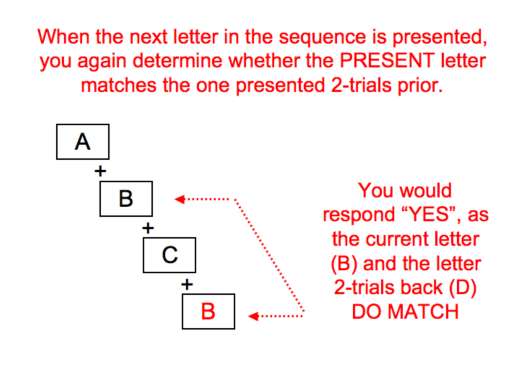 When the next letter in the sequence is presented,
you again determine whether the PRESENT letter
matches the one presented 2-trials prior.
A
+
B
+
C
+
B
You would
respond “YES”, as
the current letter
(B) and the letter
2-trials back (D)
DO MATCH